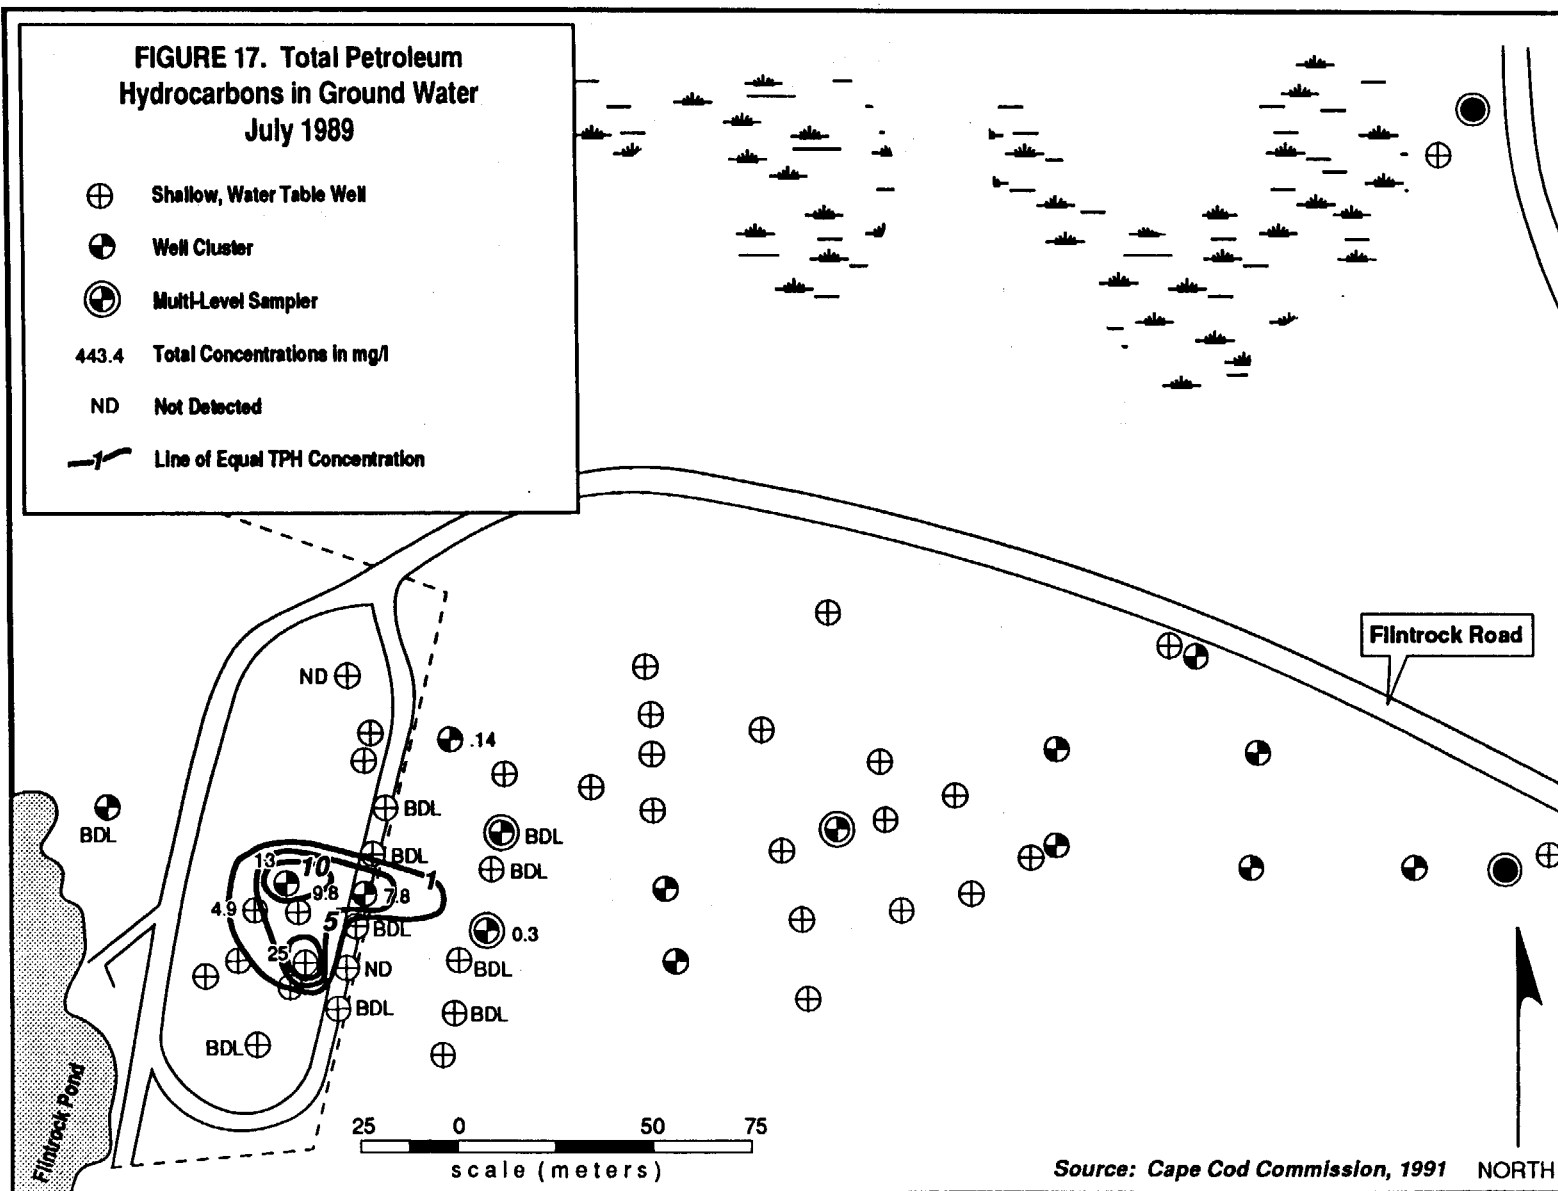 FIGURE 17. Total Petroleum
Hydrocarbons in Ground Water
July 1989
Shallow, Water Table Well
Well Cluster
Multi-Level Sampler
443.4 Total Concentrations in mg/l
ND Not Detected
1 Line of Equal TPH Concentration
Flintrock Road
ND
.14
BDL
BDL
BDL
BDL
13
10
BDL
1
BDL
9.8
7.8
4.9
5
BDL
0.3
25
ND
BDL
BDL
BDL
BDL
Flintrock Pond
25 0 50 75
scale (meters)
Source: Cape Cod Commission, 1991
NORTH